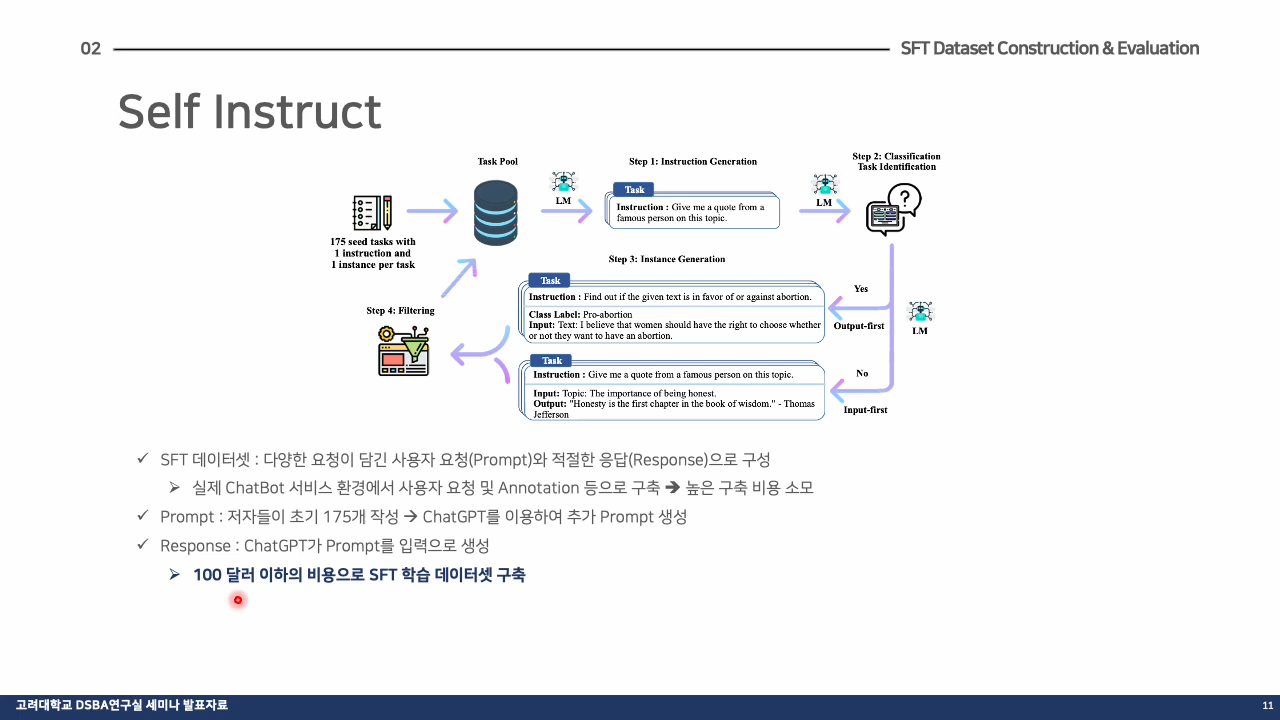 02
SFT Dataset Construction & Evaluation
Self Instruct
Task Pool
Step 1: Instruction Generation
Step 2: Classification
Task Identification
LM
Task
Instruction : Give me a quote from a
famous person on this topic.
LM
175 seed tasks with
1 instruction and
1 instance per task
Step 3: Instance Generation
Task
Instruction : Find out if the given text is in favor of or against abortion.
Class Label: Pro-abortion
Input: Text: I believe that women should have the right to choose whether
or not they want to have an abortion.
Yes
Output-first
LM
Step 4: Filtering
Task
Instruction : Give me a quote from a famous person on this topic.
Input: Topic: The importance of being honest.
Output: "Honesty is the first chapter in the book of wisdom." - Thomas
Jefferson
No
Input-first
✓ SFT 데이터셋 : 다양한 요청이 담긴 사용자 요청(Prompt)와 적절한 응답(Response)으로 구성
➢ 실제 ChatBot 서비스 환경에서 사용자 요청 및 Annotation 등으로 구축 ➔ 높은 구축 비용 소모
✓ Prompt : 저자들이 초기 175개 작성 → ChatGPT를 이용하여 추가 Prompt 생성
✓ Response : ChatGPT가 Prompt를 입력으로 생성
➢ 100 달러 이하의 비용으로 SFT 학습 데이터셋 구축
고려대학교 DSBA연구실 세미나 발표자료
11